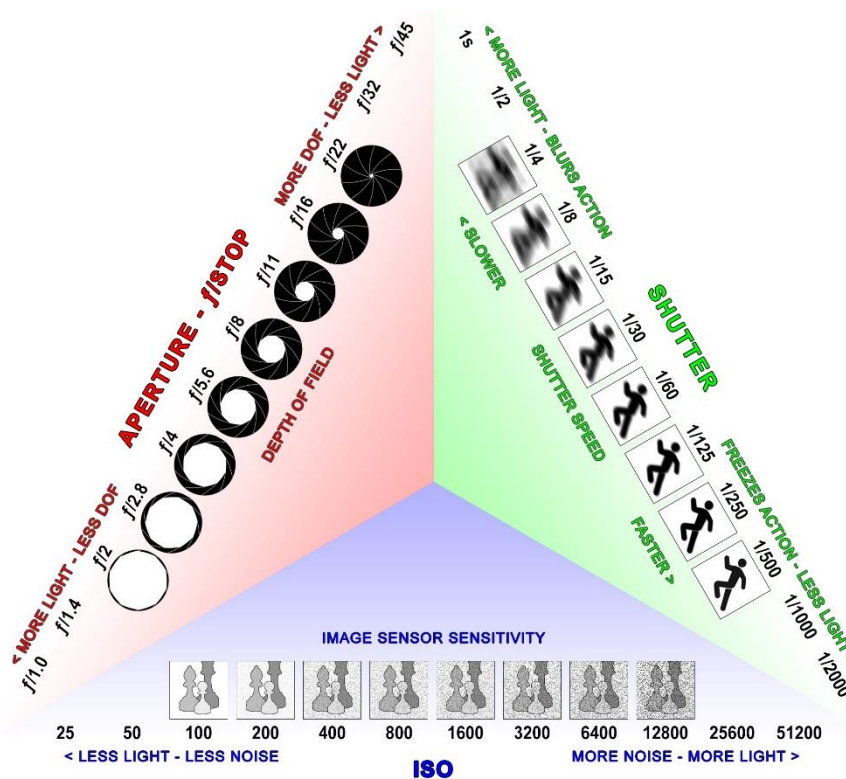 ƒ/45
ƒ/32
ƒ/22
ƒ/16
ƒ/11
ƒ/8
ƒ/5.6
ƒ/4
ƒ/2.8
ƒ/2
ƒ/1.4
ƒ/1.0
MORE DOF - LESS LIGHT >
APERTURE - ƒ/STOP
DEPTH OF FIELD
< MORE LIGHT - LESS DOF
1s
1/2
1/4
1/8
1/15
1/30
1/60
1/125
1/250
1/500
1/1000
1/2000
< MORE LIGHT - BLURS ACTION
< SLOWER
SHUTTER
SHUTTER SPEED
FASTER >
FREEZES ACTION - LESS LIGHT
IMAGE SENSOR SENSITIVITY
25 50 100 200 400 800 1600 3200 6400 12800 25600 51200
< LESS LIGHT - LESS NOISE MORE NOISE - MORE LIGHT >
ISO